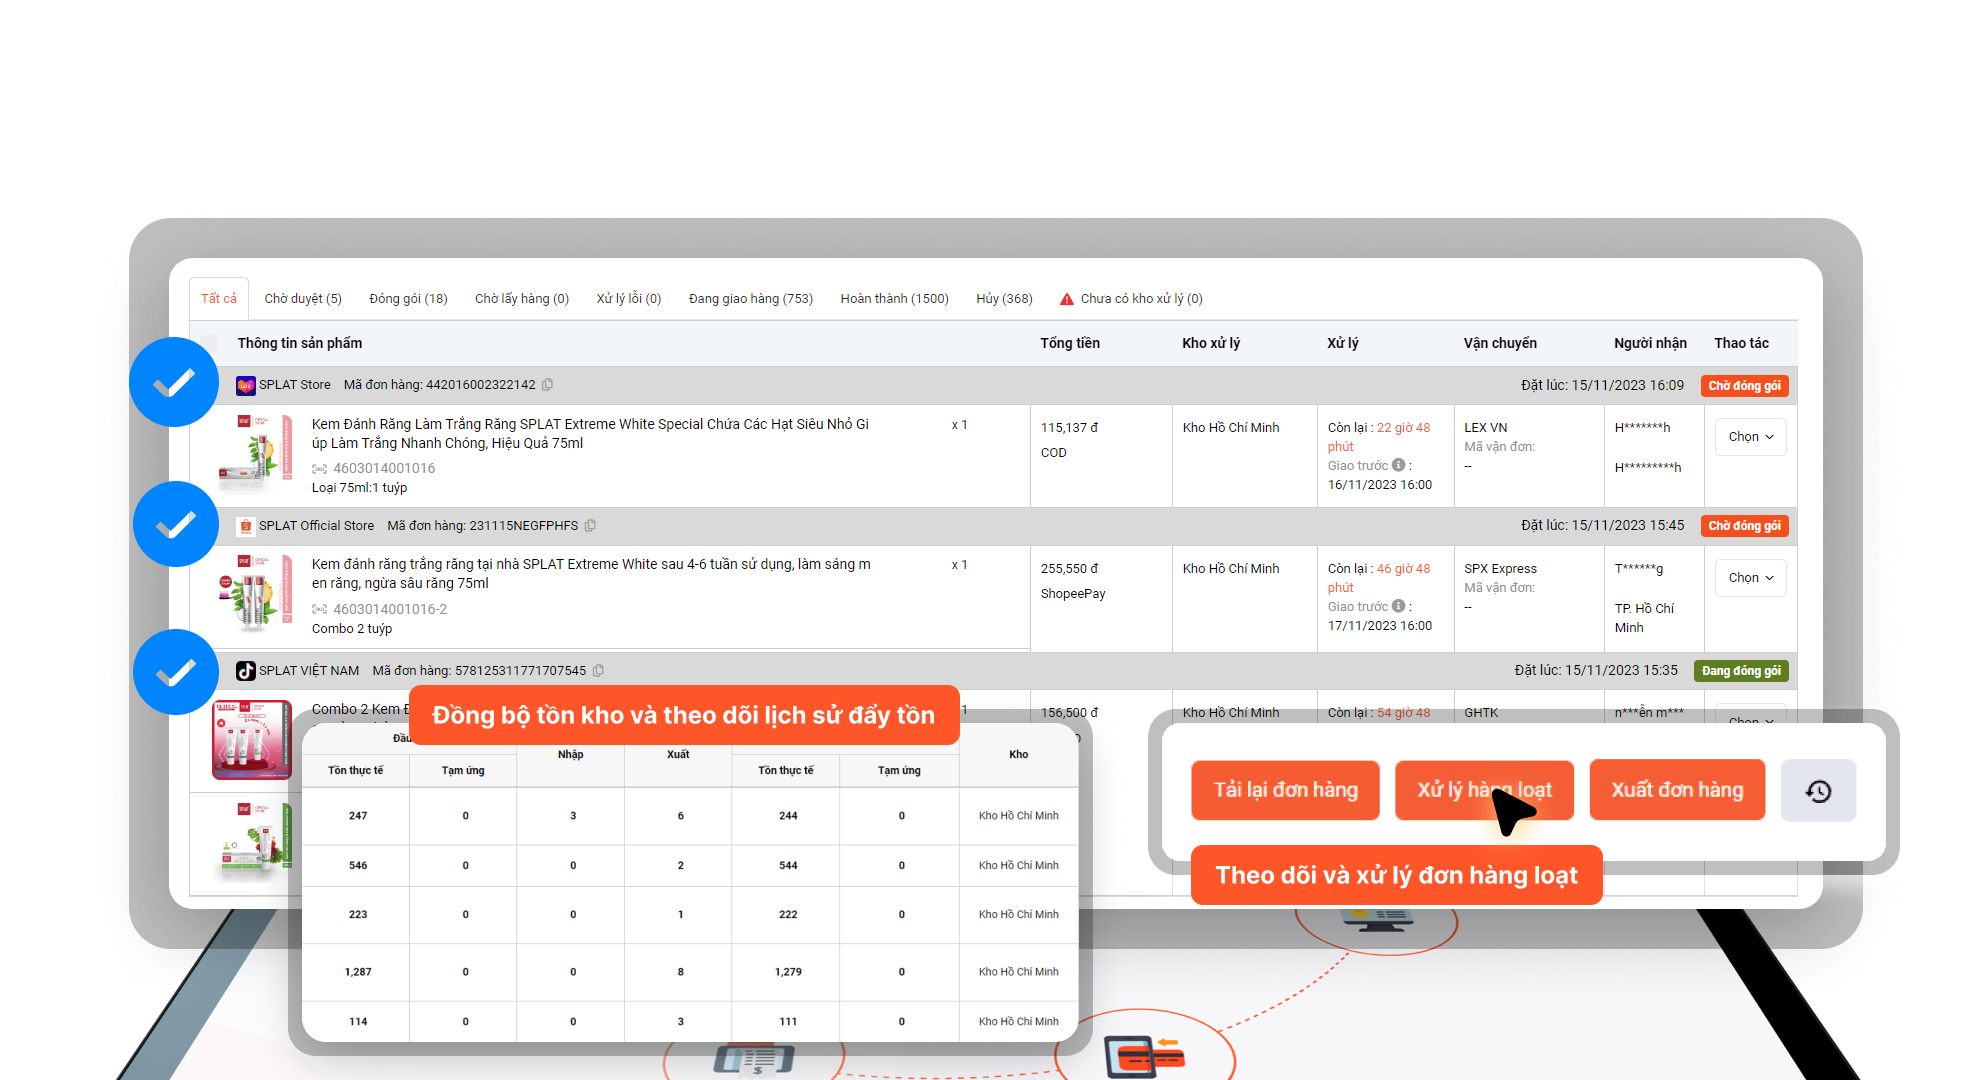 Tất cả
Chờ duyệt (5)
Đóng gói (18)
Chờ lấy hàng (0)
Xử lý lỗi (0)
Đang giao hàng (753)
Hoàn thành (1500)
Hủy (368)
Chưa có kho xử lý (0)
Thông tin sản phẩm
Tổng tiền
Kho xử lý
Xử lý
Vận chuyển
Người nhận
Thao tác
SPLAT Store Mã đơn hàng: 442016002322142
Đặt lúc: 15/11/2023 16:09
Chờ đóng gói
Kem Đánh Răng Làm Trắng Răng SPLAT Extreme White Special Chứa Các Hạt Siêu Nhỏ Gi
úp Làm Trắng Nhanh Chóng, Hiệu Quả 75ml
4603014001016
Loại 75ml:1 tuýp
x 1
115,137 đ
COD
Kho Hồ Chí Minh
Còn lại : 22 giờ 48
phút
Giao trước :
16/11/2023 16:00
LEX VN
Mã vận đơn:
--
H*******h
H*********h
Chọn
SPLAT Official Store Mã đơn hàng: 231115NEGFPHFS
Đặt lúc: 15/11/2023 15:45
Chờ đóng gói
Kem đánh răng trắng răng tại nhà SPLAT Extreme White sau 4-6 tuần sử dụng, làm sáng m
en răng, ngừa sâu răng 75ml
4603014001016-2
Combo 2 tuýp
x 1
255,550 đ
ShopeePay
Kho Hồ Chí Minh
Còn lại : 46 giờ 48
phút
Giao trước :
17/11/2023 16:00
SPX Express
Mã vận đơn:
--
T******g
TP. Hồ Chí
Minh
Chọn
SPLAT VIỆT NAM Mã đơn hàng: 578125311771707545
Đặt lúc: 15/11/2023 15:35
Đang đóng gói
Combo 2 Kem
1
156,500 đ
Kho Hồ Chí Minh
Còn lại : 54 giờ 48
GHTK
n***ễn m***
Chọn
Đồng bộ tồn kho và theo dõi lịch sử đẩy tồn
Nhập
Xuất
Kho
Tồn thực tế
Tạm ứng
Tồn thực tế
Tạm ứng
247 0 3 6 244 0 Kho Hồ Chí Minh
546 0 0 2 544 0 Kho Hồ Chí Minh
223 0 0 1 222 0 Kho Hồ Chí Minh
1,287 0 0 8 1,279 0 Kho Hồ Chí Minh
114 0 0 3 111 0 Kho Hồ Chí Minh
Tải lại đơn hàng
Xử lý hàng loạt
Xuất đơn hàng
Theo dõi và xử lý đơn hàng loạt